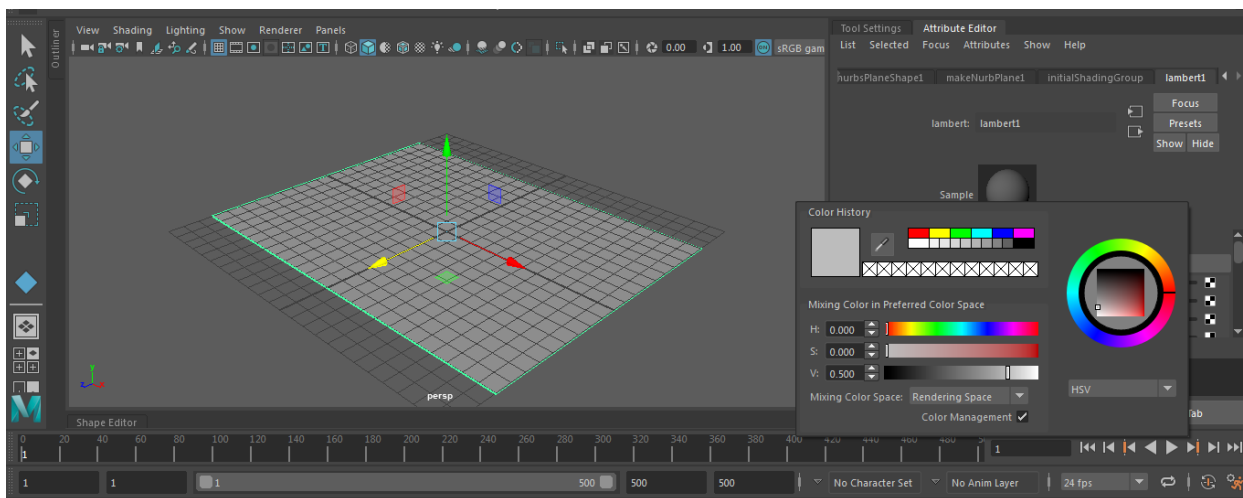 View Shading Lighting Show Renderer Panels
Outliner
0.00 1.00 sRGB gam
persp
Shape Editor
Tool Settings Attribute Editor
List Selected Focus Attributes Show Help
nurbsPlaneShape1 makeNurbPlane1 initialShadingGroup lambert1
lambert: lambert1
Focus
Presets
Show Hide
Sample
Color History
Mixing Color in Preferred Color Space
H: 0.000
S: 0.000
V: 0.500
Mixing Color Space: Rendering Space
Color Management
HSV
Tab
0 20 40 60 80 100 120 140 160 180 200 220 240 260 280 300 320 340 360 380 400 420 440 460 480
1
1
1 1 1 500 500 500
No Character Set No Anim Layer 24 fps